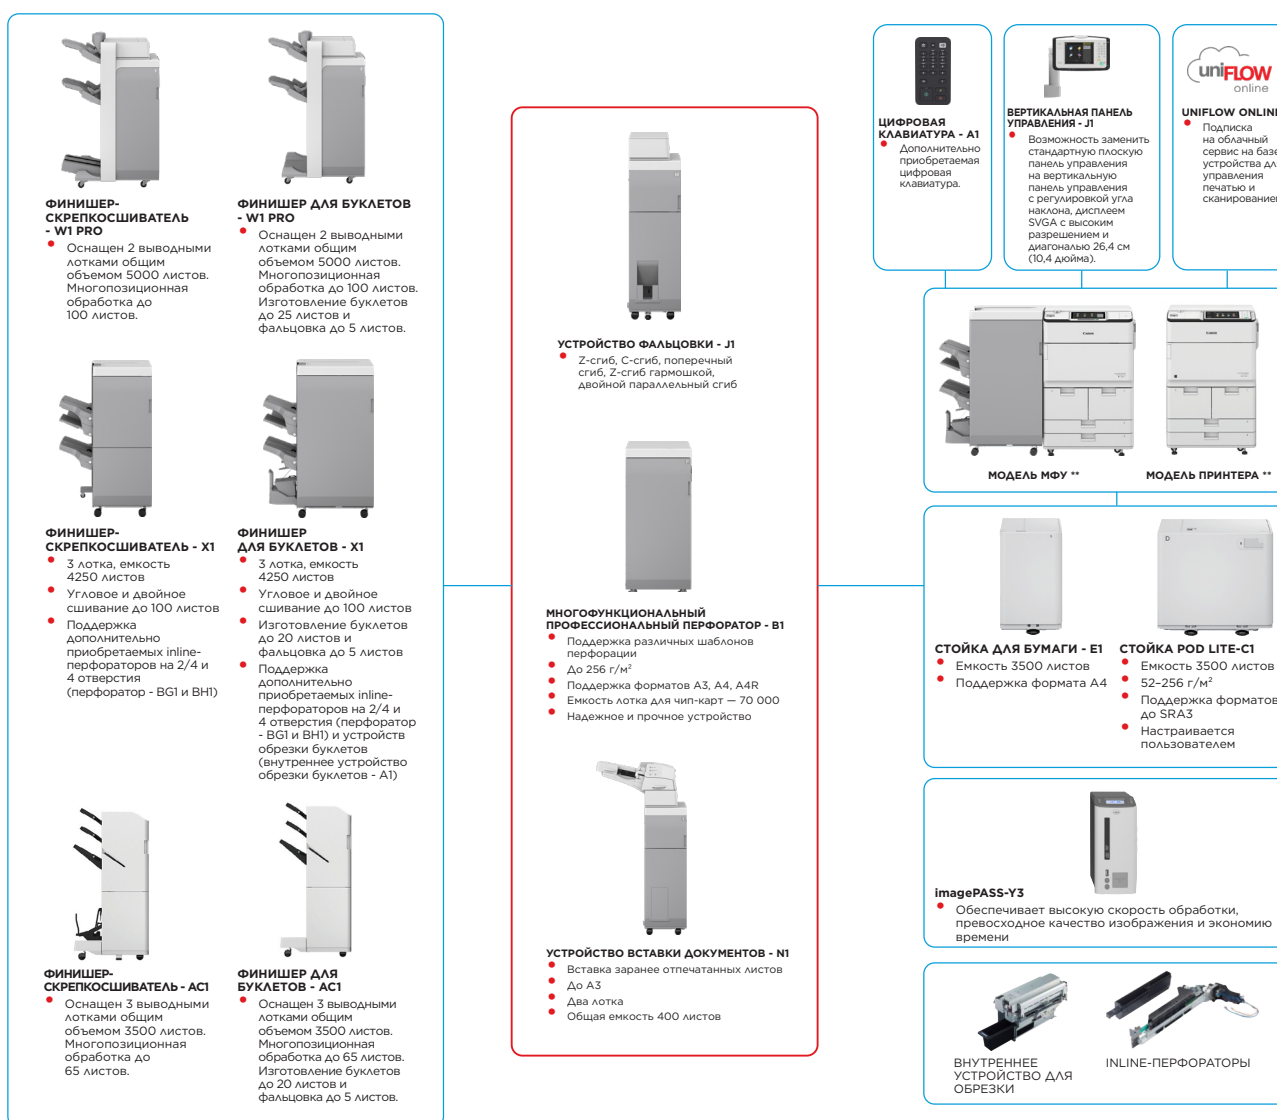 ФИНИШЕР-
СКРЕПКОСШИВАТЕЛЬ
- W1 PRO
Оснащен 2 выводными
лотками общим
объемом 5000 листов.
Многопозиционная
обработка до
100 листов.
ФИНИШЕР ДЛЯ БУКЛЕТОВ
- W1 PRO
Оснащен 2 выводными
лотками общим
объемом 5000 листов.
Многопозиционная
обработка до 100 листов.
Изготовление буклетов
до 25 листов и
фальцовка до 5 листов.
ФИНИШЕР-
СКРЕПКОСШИВАТЕЛЬ - X1
3 лотка, емкость
4250 листов
Угловое и двойное
сшивание до 100 листов
Поддержка
дополнительно
приобретаемых inline-
перфораторов на 2/4 и
4 отверстия
(перфоратор - BG1 и BH1)
ФИНИШЕР
ДЛЯ БУКЛЕТОВ - X1
3 лотка, емкость
4250 листов
Угловое и двойное
сшивание до 100 листов
Изготовление буклетов
до 20 листов и
фальцовка до 5 листов
Поддержка
дополнительно
приобретаемых inline-
перфораторов на 2/4 и
4 отверстия (перфоратор
- BG1 и BH1) и устройств
обрезки буклетов
(внутреннее устройство
обрезки буклетов - A1)
ФИНИШЕР-
СКРЕПКОСШИВАТЕЛЬ - AC1
Оснащен 3 выводными
лотками общим
объемом 3500 листов.
Многопозиционная
обработка до
65 листов.
ФИНИШЕР ДЛЯ
БУКЛЕТОВ - AC1
Оснащен 3 выводными
лотками общим
объемом 3500 листов.
Многопозиционная
обработка до 65 листов.
Изготовление буклетов
до 20 листов и
фальцовка до 5 листов.
УСТРОЙСТВО ФАЛЬЦОВКИ - J1
Z-сгиб, C-сгиб, поперечный
сгиб, Z-сгиб гармошкой,
двойной параллельный сгиб
МНОГОФУНКЦИОНАЛЬНЫЙ
ПРОФЕССИОНАЛЬНЫЙ ПЕРФОРАТОР - B1
Поддержка различных шаблонов
перфорации
До 256 г/м²
Поддержка форматов A3, A4, A4R
Емкость лотка для чип-карт — 70 000
Надежное и прочное устройство
УСТРОЙСТВО ВСТАВКИ ДОКУМЕНТОВ - N1
Вставка заранее отпечатанных листов
До A3
Два лотка
Общая емкость 400 листов
ЦИФРОВАЯ
КЛАВИАТУРА - A1
Дополнительно
приобретаемая
цифровая
клавиатура.
ВЕРТИКАЛЬНАЯ ПАНЕЛЬ
УПРАВЛЕНИЯ - J1
Возможность заменить
стандартную плоскую
панель управления
на вертикальную
панель управления
с регулировкой угла
наклона, дисплеем
SVGA с высоким
разрешением и
диагональю 26,4 см
(10,4 дюйма).
uniFLOW
online
UNIFLOW ONLINE
Подписка
на облачный
сервис на базе
устройства для
управления
печатью и
сканированием
Canon
МОДЕЛЬ МФУ **
МОДЕЛЬ ПРИНТЕРА **
СТОЙКА ДЛЯ БУМАГИ - E1
Емкость 3500 листов
Поддержка формата A4
D
СТОЙКА POD LITE-C1
Емкость 3500 листов
52–256 г/м²
Поддержка форматов
до SRA3
Настраивается
пользователем
imagePASS-Y3
Обеспечивает высокую скорость обработки,
превосходное качество изображения и экономию
времени
ВНУТРЕННЕЕ
УСТРОЙСТВО ДЛЯ
ОБРЕЗКИ
INLINE-ПЕРФОРАТОРЫ